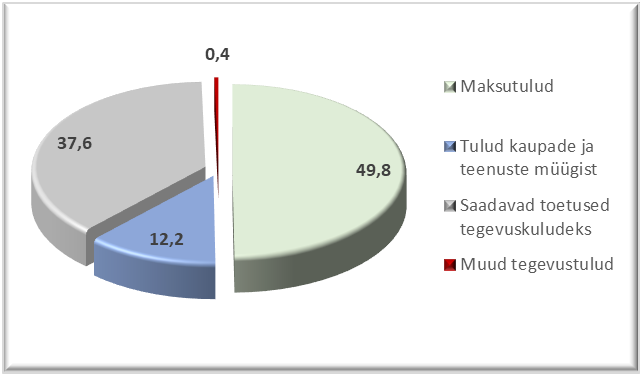 0,4
37,6
49,8
12,2
Maksutulud
Tulud kaupade ja
teenuste müügist
Saadavad toetused
tegevuskuludeks
Muud tegevustulud